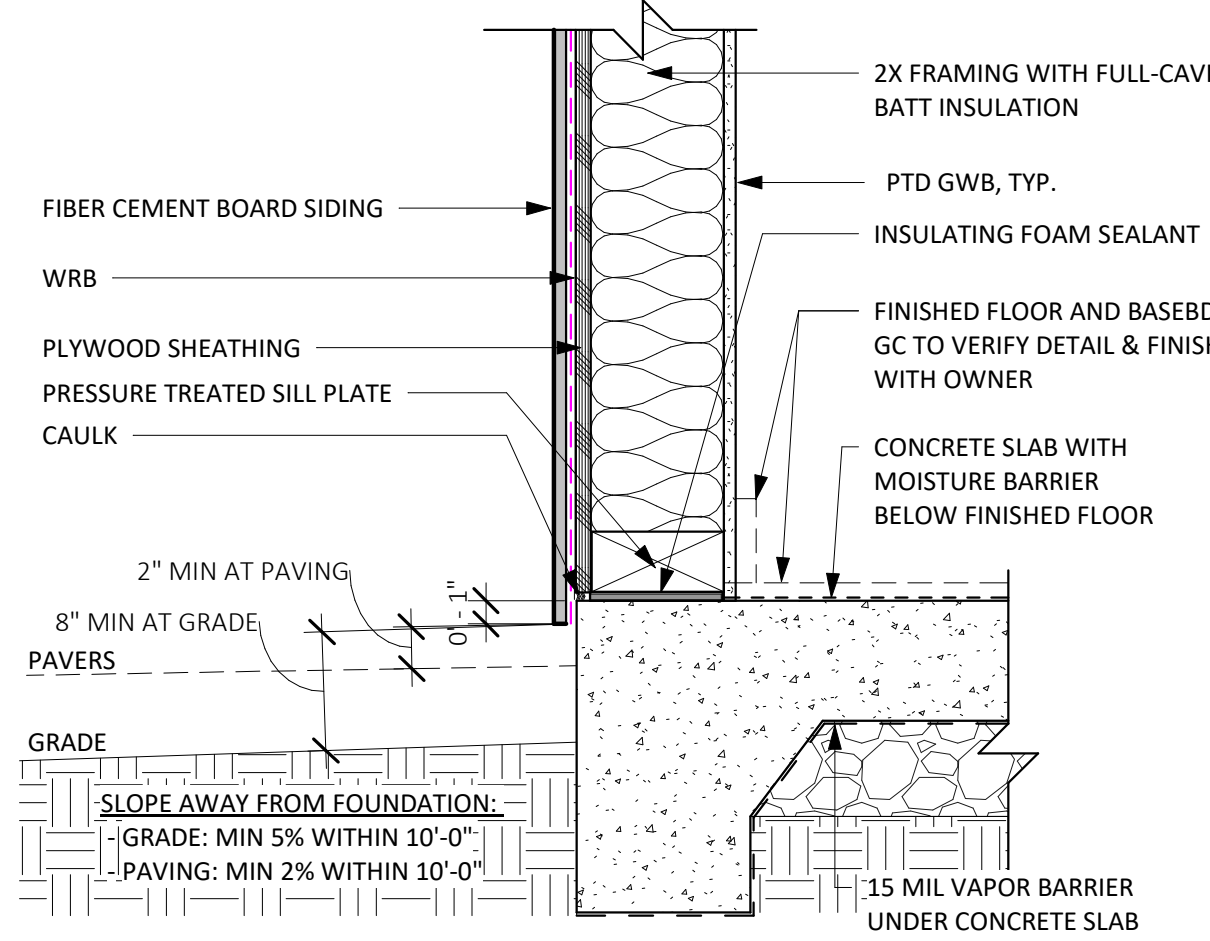 2X FRAMING WITH FULL-CAVI
BATT INSULATION
PTD GWB, TYP.
INSULATING FOAM SEALANT
FINISHED FLOOR AND BASEBD
GC TO VERIFY DETAIL & FINISH
WITH OWNER
CONCRETE SLAB WITH
MOISTURE BARRIER
BELOW FINISHED FLOOR
FIBER CEMENT BOARD SIDING
WRB
PLYWOOD SHEATHING
PRESSURE TREATED SILL PLATE
CAULK
2" MIN AT PAVING
8" MIN AT GRADE
0' - 1"
PAVERS
GRADE
SLOPE AWAY FROM FOUNDATION:
- GRADE: MIN 5% WITHIN 10'-0"
- PAVING: MIN 2% WITHIN 10'-0"
15 MIL VAPOR BARRIER
UNDER CONCRETE SLAB